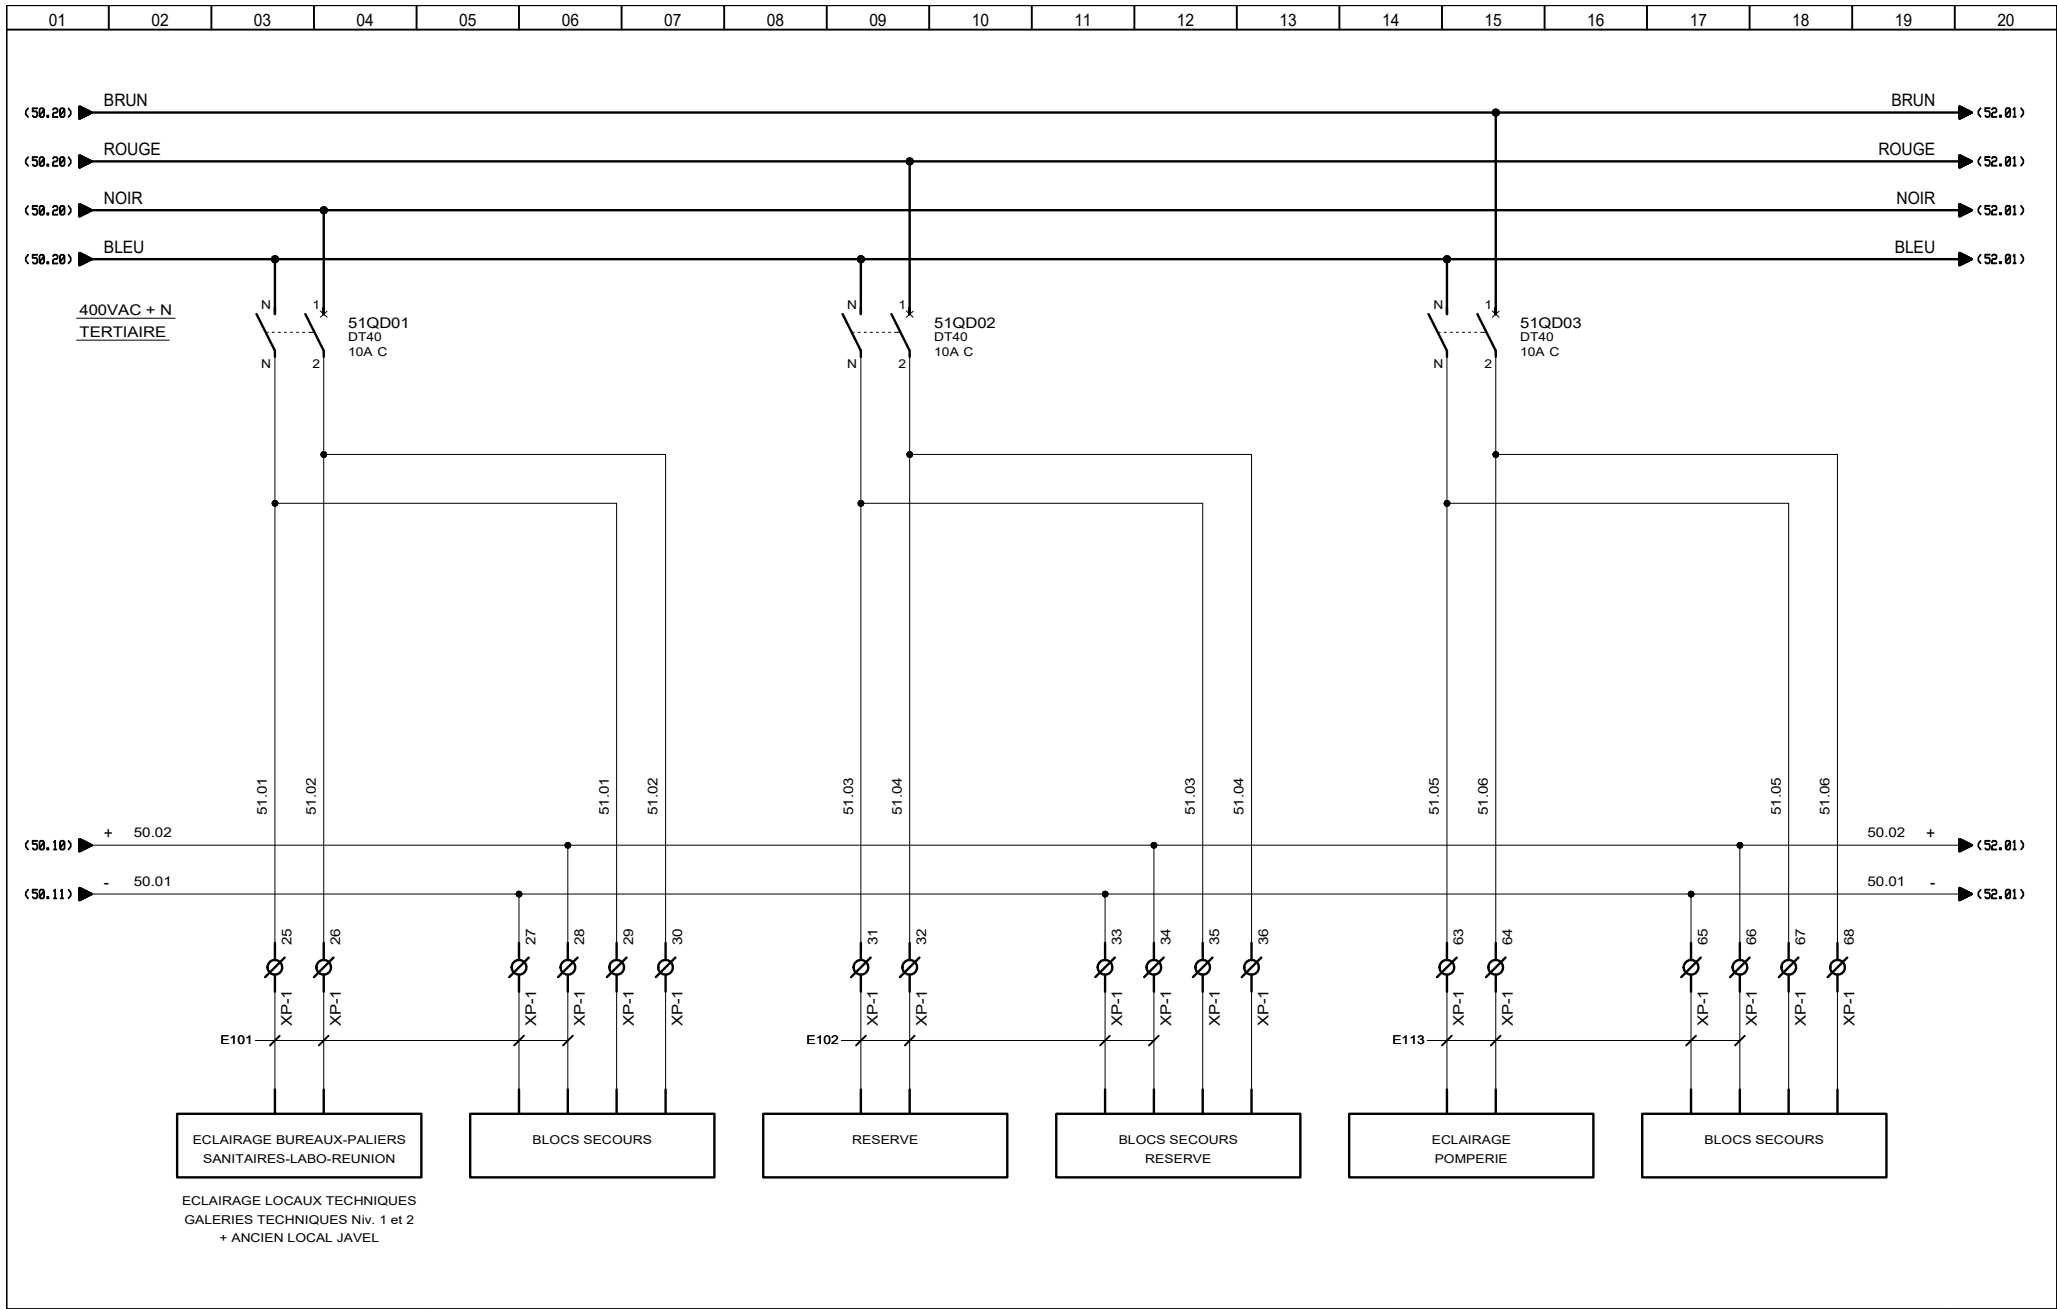 01 02 03 04 05 06 07 08 09 10 11 12 13 14 15 16 17 18 19 20
(50.20) BRUN BRUN (52.01)
(50.20) ROUGE ROUGE (52.01)
(50.20) NOIR NOIR (52.01)
(50.20) BLEU BLEU (52.01)
400VAC + N
TERTIAIRE
N 1
51QD01
DT40
10A C
N 2
N 1
51QD02
DT40
10A C
N 2
N 1
51QD03
DT40
10A C
N 2
51.01 51.02 51.01 51.02 51.03 51.04 51.03 51.04 51.05 51.06 51.05 51.06
(50.10) + 50.02 50.02 + (52.01)
(50.11) - 50.01 50.01 - (52.01)
25 26 27 28 29 30 31 32 33 34 35 36 63 64 65 66 67 68
XP-1 XP-1 XP-1 XP-1 XP-1 XP-1 XP-1 XP-1 XP-1 XP-1 XP-1 XP-1 XP-1 XP-1 XP-1 XP-1 XP-1 XP-1
E101 E102 E113
ECLAIRAGE BUREAUX-PALIERS
SANITAIRES-LABO-REUNION
BLOCS SECOURS
RESERVE
BLOCS SECOURS
RESERVE
ECLAIRAGE
POMPERIE
BLOCS SECOURS
ECLAIRAGE LOCAUX TECHNIQUES
GALERIES TECHNIQUES Niv. 1 et 2
+ ANCIEN LOCAL JAVEL